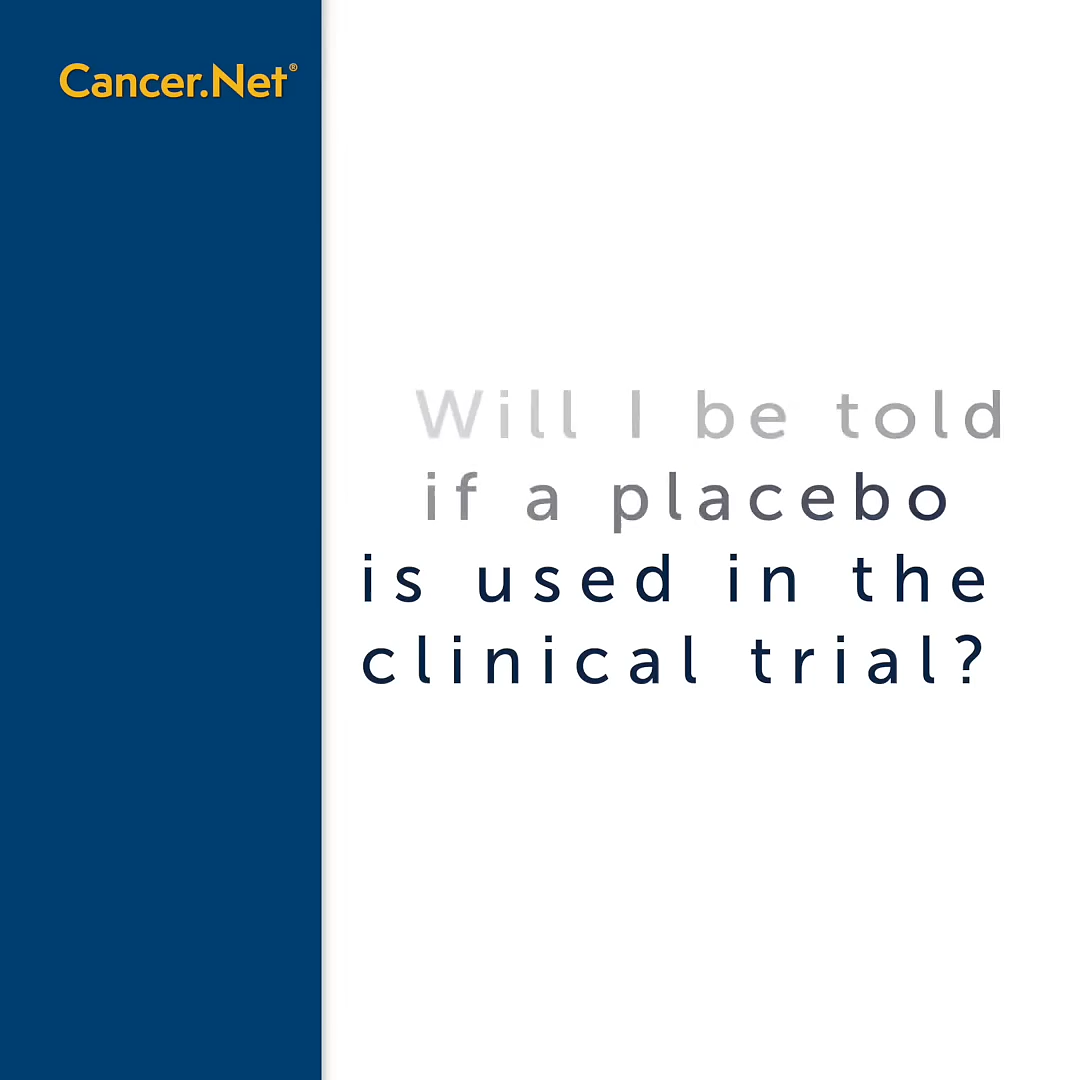 Cancer.Net®
Will I be told
if a placebo
is used in the
clinical trial?